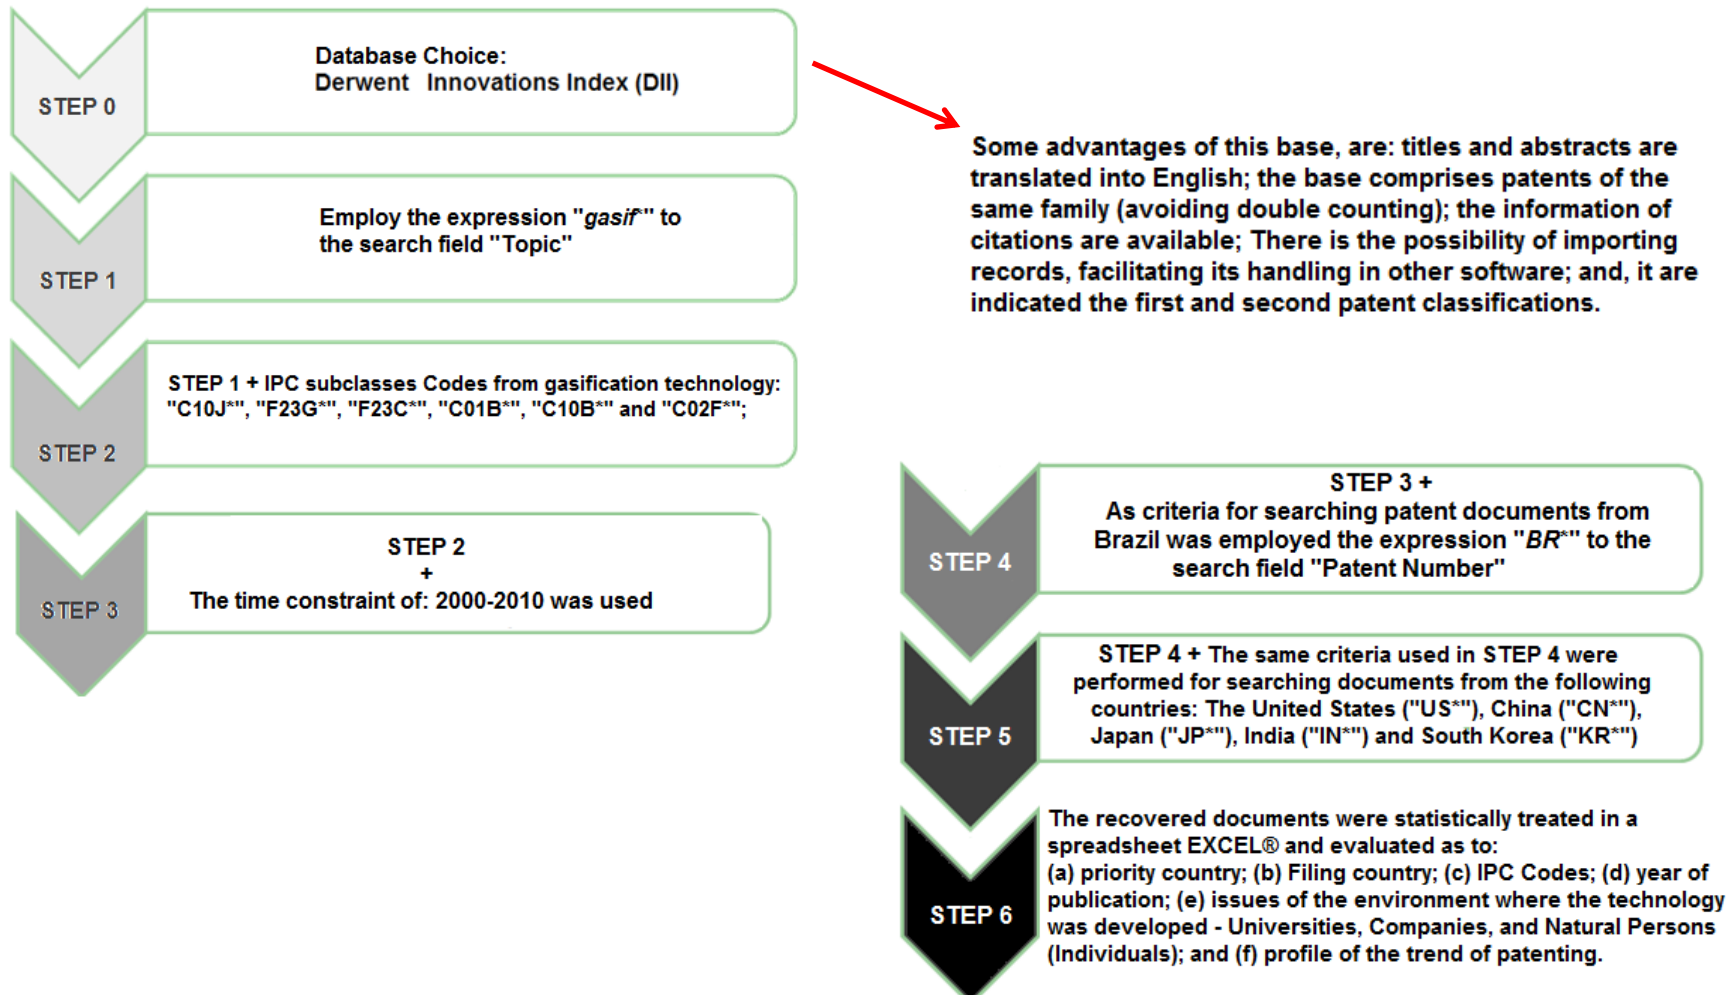 STEP 0
Database Choice:
Derwent Innovations Index (DII)
Some advantages of this base, are: titles and abstracts are
translated into English; the base comprises patents of the
same family (avoiding double counting); the information of
citations are available; There is the possibility of importing
records, facilitating its handling in other software; and, it are
indicated the first and second patent classifications.
STEP 1
Employ the expression "gasif*" to
the search field "Topic"
STEP 2
STEP 1 + IPC subclasses Codes from gasification technology:
"C10J*", "F23G*", "F23C*", "C01B*", "C10B*" and "C02F*";
STEP 3
STEP 2
+
The time constraint of: 2000-2010 was used
STEP 4
STEP 3 +
As criteria for searching patent documents from
Brazil was employed the expression "BR*" to the
search field "Patent Number"
STEP 5
STEP 4 + The same criteria used in STEP 4 were
performed for searching documents from the following
countries: The United States ("US*"), China ("CN*"),
Japan ("JP*"), India ("IN*") and South Korea ("KR*")
STEP 6
The recovered documents were statistically treated in a
spreadsheet EXCEL® and evaluated as to:
(a) priority country; (b) Filing country; (c) IPC Codes; (d) year of
publication; (e) issues of the environment where the technology
was developed - Universities, Companies, and Natural Persons
(Individuals); and (f) profile of the trend of patenting.